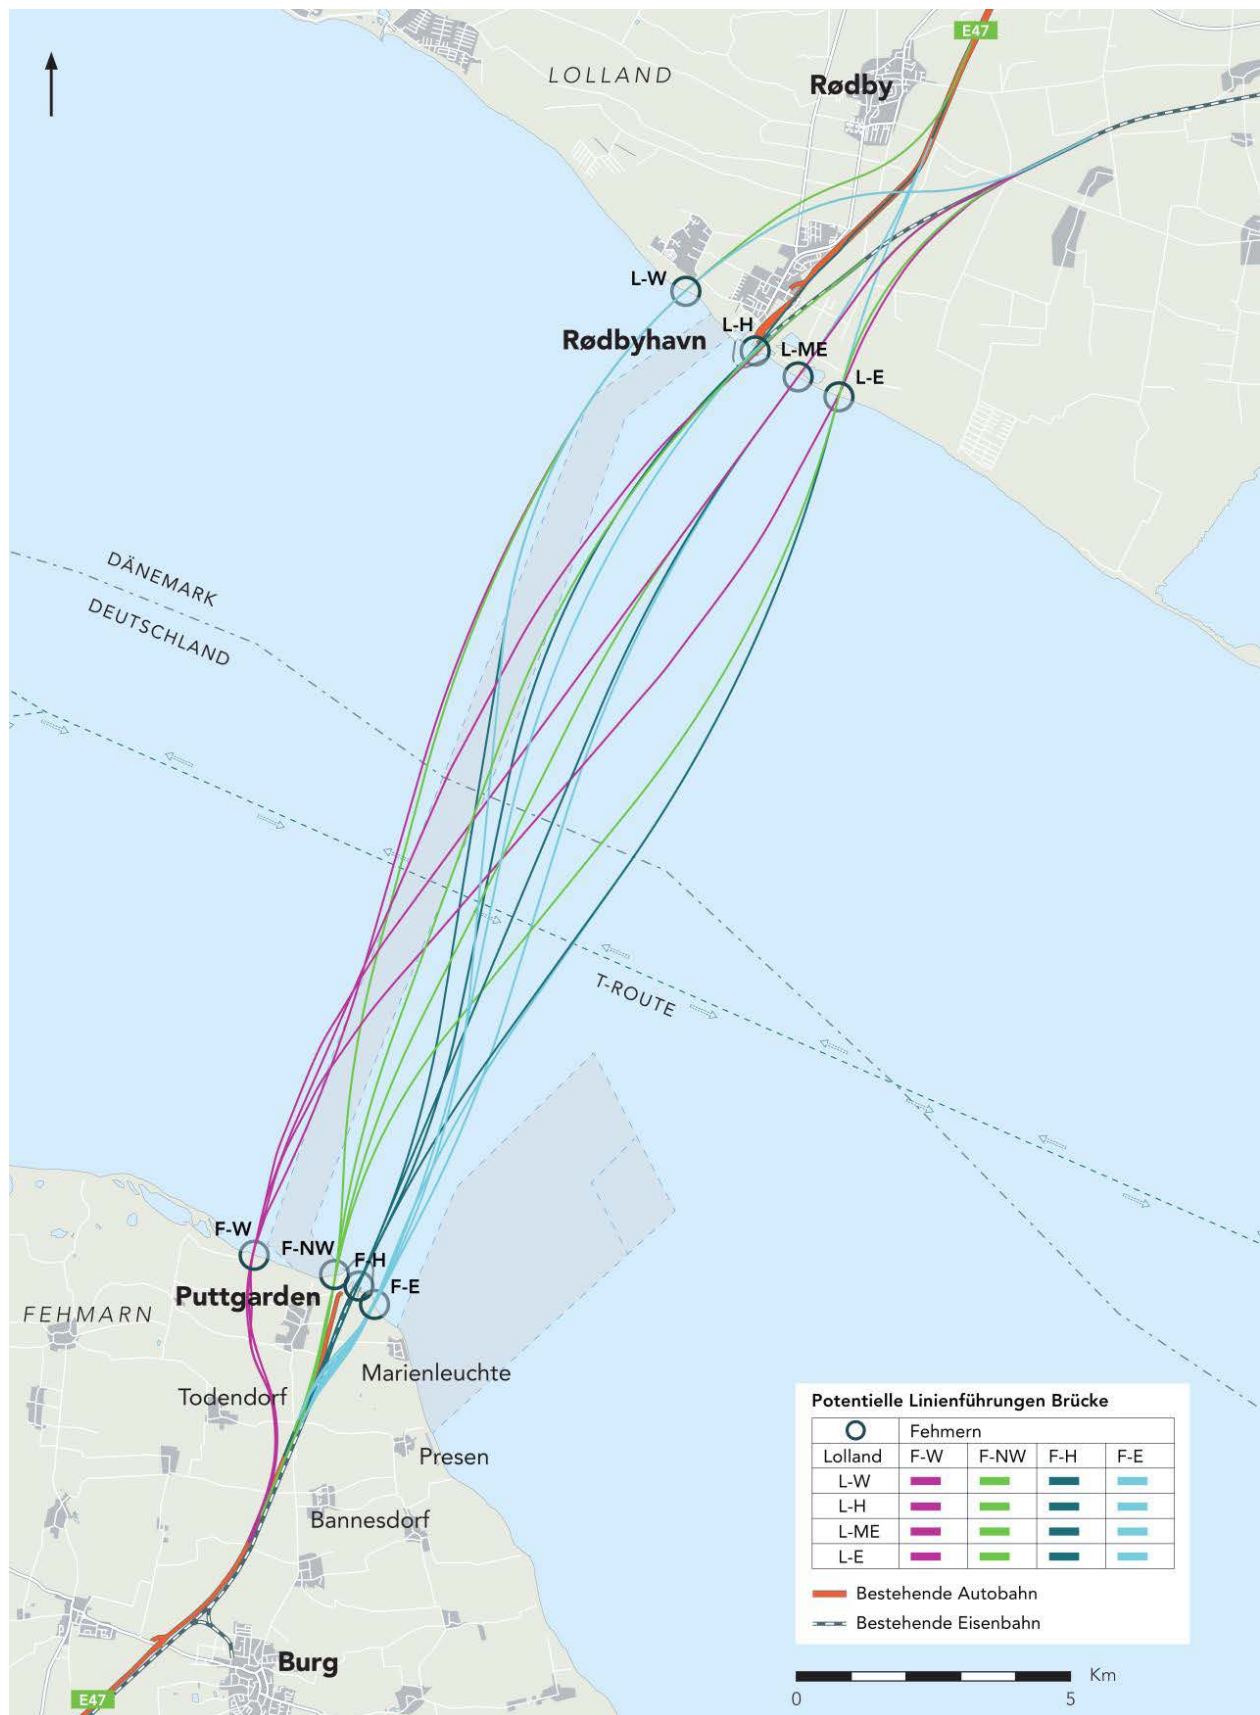 E47
LOLLAND
Rødby
L-W
L-H
Rødbyhavn
L-ME
L-E
DÄNEMARK
DEUTSCHLAND
T-ROUTE
F-W
F-NW
F-H
F-E
Puttgarden
FEHMARN
Marienleuchte
Todendorf
Presen
Bannesdorf
Burg
E47
Potentielle Linienführungen Brücke
Fehmern
Lolland F-W F-NW F-H F-E
L-W
L-H
L-ME
L-E
Bestehende Autobahn
Bestehende Eisenbahn
Km
0 5